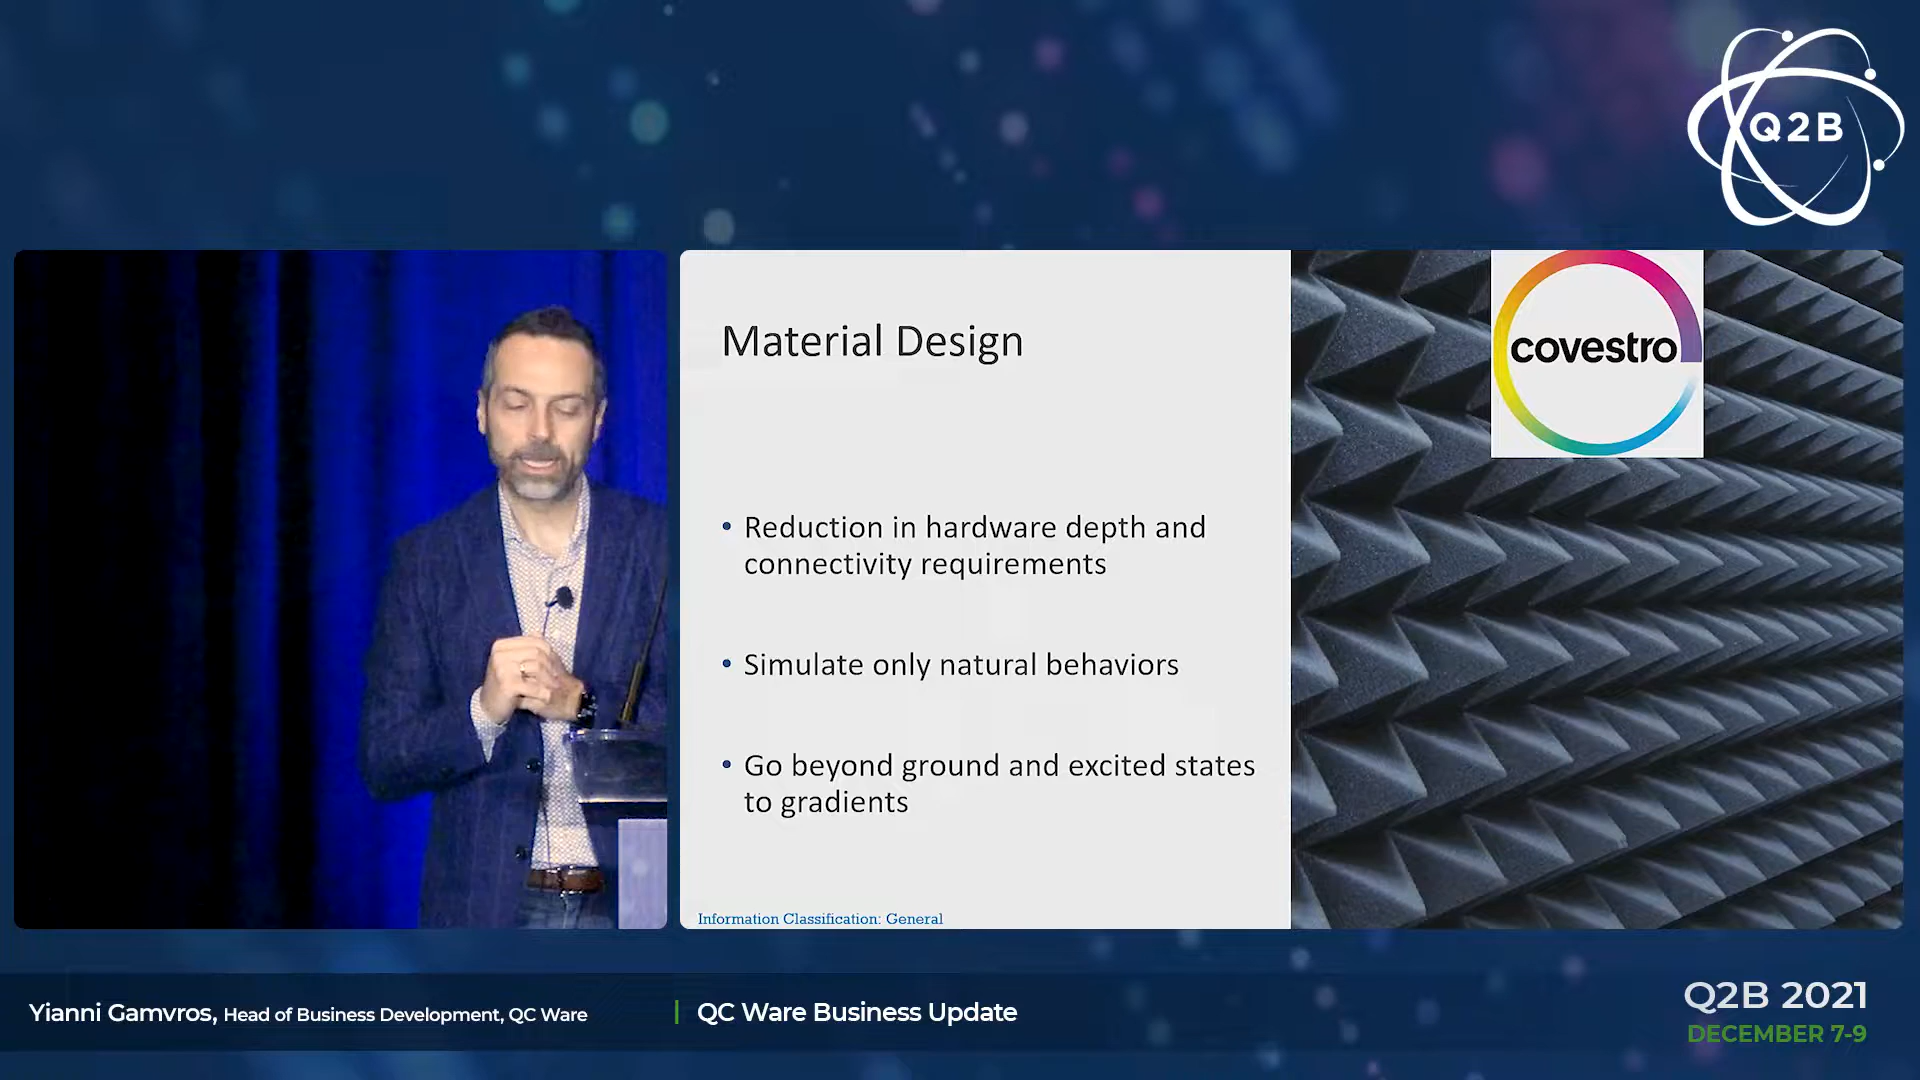 Q2B
Material Design
covestro
• Reduction in hardware depth and
connectivity requirements
• Simulate only natural behaviors
• Go beyond ground and excited states
to gradients
Information Classification: General
Yianni Gamvros, Head of Business Development, QC Ware
QC Ware Business Update
Q2B 2021
DECEMBER 7-9